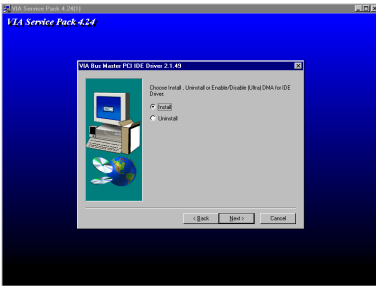 VIA Service Pack 4.24(1)
VIA Service Pack 4.24
VIA Bus Master PCI IDE Driver 2.1.49
Choose Install , Uninstall or Enable/Disable (Ultra) DMA for IDE
Driver.
Install
Uninstall
< Back
Next >
Cancel